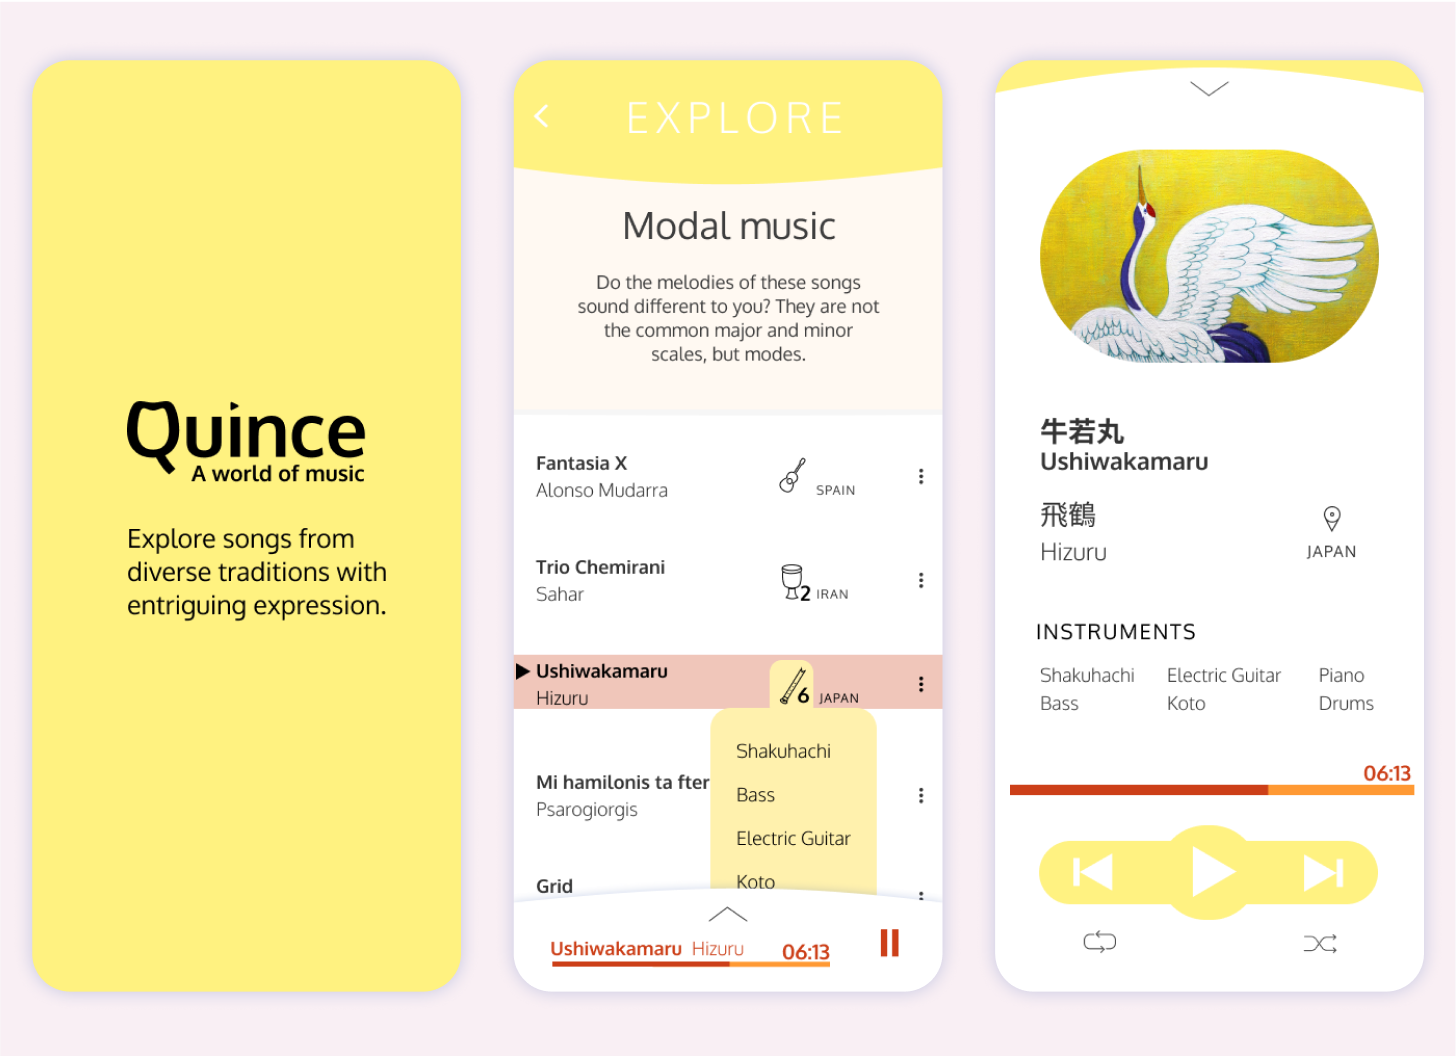 Quince
A world of music
Explore songs from
diverse traditions with
entriguing expression.
EXPLORE
Modal music
Do the melodies of these songs
sound different to you? They are not
the common major and minor
scales, but modes.
Fantasia X
Alonso Mudarra
SPAIN
Trio Chemirani
Sahar
2 IRAN
Ushiwakamaru
Hizuru
6 JAPAN
Shakuhachi
Bass
Electric Guitar
Koto
Mi hamilonis ta fter
Psarogiorgis
Grid
Ushiwakamaru Hizuru 06:13
牛若丸
Ushiwakamaru
飛鶴
Hizuru
JAPAN
INSTRUMENTS
Shakuhachi Electric Guitar Piano
Bass Koto Drums
06:13